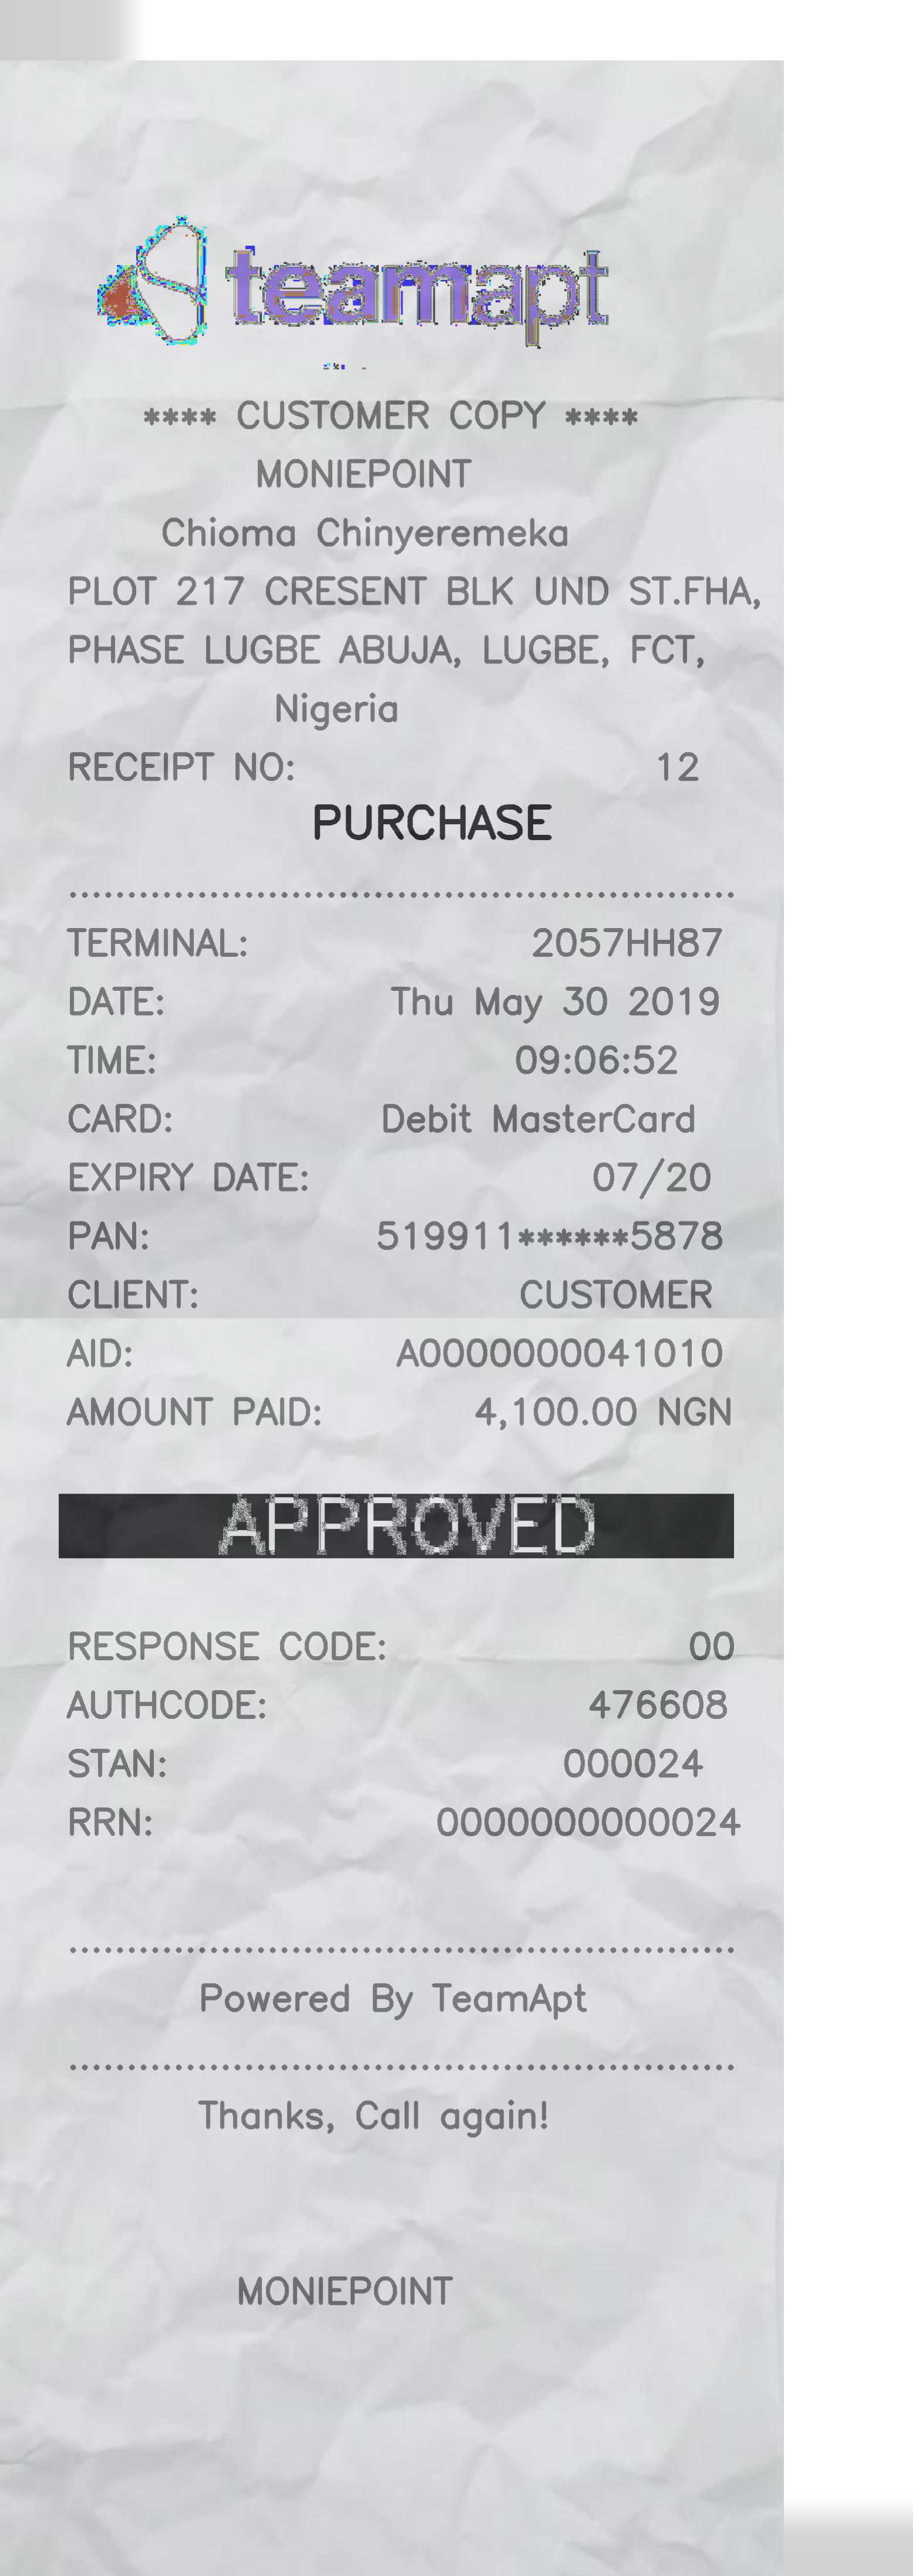 teamapt
**** CUSTOMER COPY ****
MONIEPOINT
Chioma Chinyeremeka
PLOT 217 CRESENT BLK UND ST.FHA,
PHASE LUGBE ABUJA, LUGBE, FCT,
Nigeria
RECEIPT NO: 12
PURCHASE
TERMINAL: 2057HH87
DATE: Thu May 30 2019
TIME: 09:06:52
CARD: Debit MasterCard
EXPIRY DATE: 07/20
PAN: 519911******5878
CLIENT: CUSTOMER
AID: A0000000041010
AMOUNT PAID: 4,100.00 NGN
APPROVED
RESPONSE CODE: 00
AUTHCODE: 476608
STAN: 000024
RRN: 0000000000024
Powered By TeamApt
Thanks, Call again!
MONIEPOINT